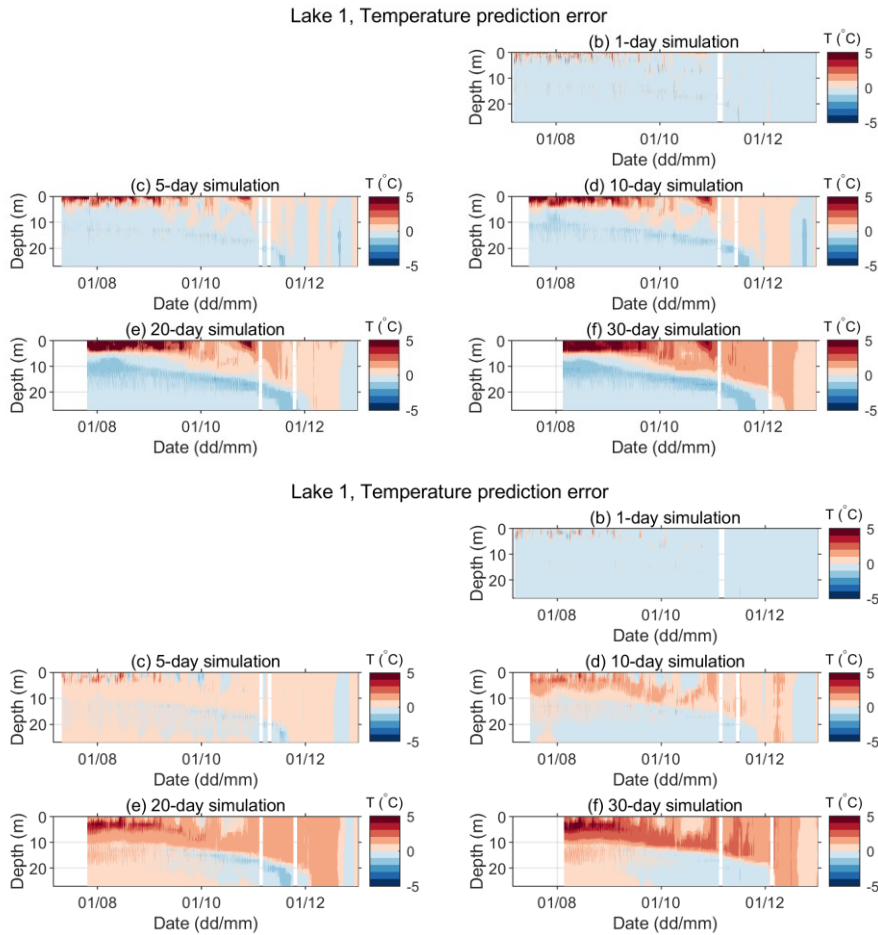 Lake 1, Temperature prediction error
(b) 1-day simulation
T (°C)
Depth (m)
0
10
20
5
0
-5
01/08 01/10 01/12
Date (dd/mm)
(c) 5-day simulation
T (°C)
Depth (m)
0
10
20
5
0
-5
01/08 01/10 01/12
Date (dd/mm)
(d) 10-day simulation
T (°C)
Depth (m)
0
10
20
5
0
-5
01/08 01/10 01/12
Date (dd/mm)
(e) 20-day simulation
T (°C)
Depth (m)
0
10
20
5
0
-5
01/08 01/10 01/12
Date (dd/mm)
(f) 30-day simulation
T (°C)
Depth (m)
0
10
20
5
0
-5
01/08 01/10 01/12
Date (dd/mm)
Lake 1, Temperature prediction error
(b) 1-day simulation
T (°C)
Depth (m)
0
10
20
5
0
-5
01/08 01/10 01/12
Date (dd/mm)
(c) 5-day simulation
T (°C)
Depth (m)
0
10
20
5
0
-5
01/08 01/10 01/12
Date (dd/mm)
(d) 10-day simulation
T (°C)
Depth (m)
0
10
20
5
0
-5
01/08 01/10 01/12
Date (dd/mm)
(e) 20-day simulation
T (°C)
Depth (m)
0
10
20
5
0
-5
01/08 01/10 01/12
Date (dd/mm)
(f) 30-day simulation
T (°C)
Depth (m)
0
10
20
5
0
-5
01/08 01/10 01/12
Date (dd/mm)